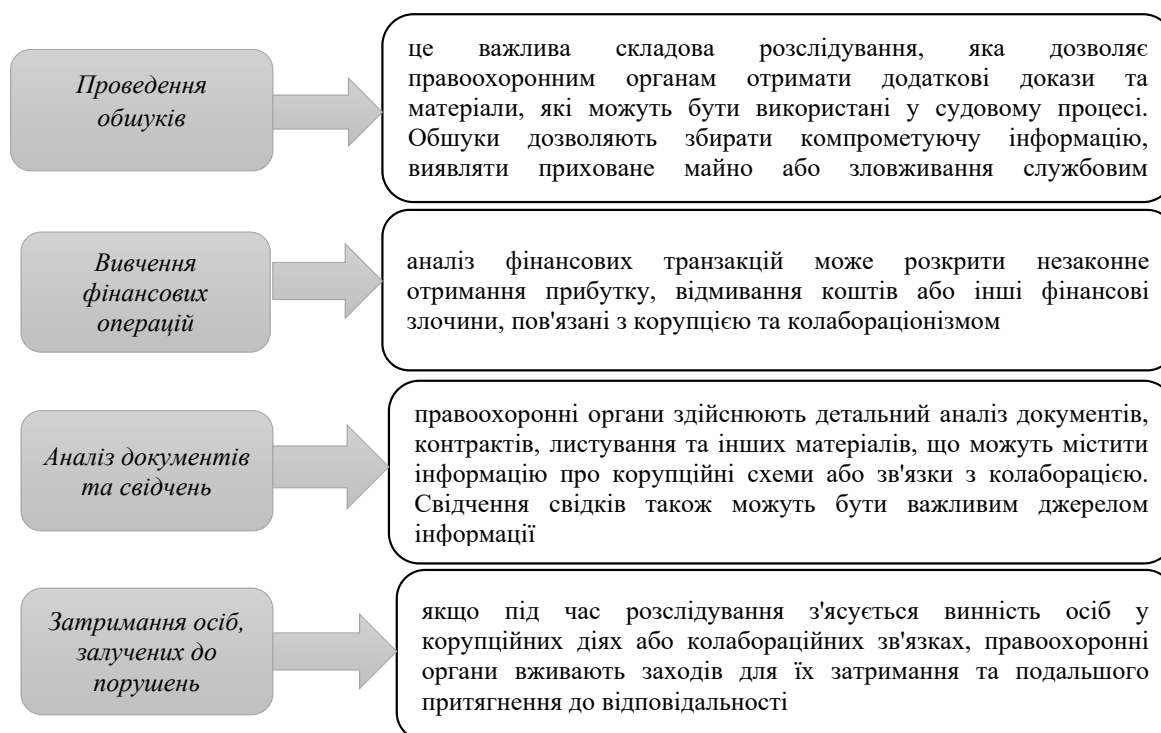 Проведення
обшуків
це важлива складова розслідування, яка дозволяє
правоохоронним органам отримати додаткові докази та
матеріали, які можуть бути використані у судовому процесі.
Обшуки дозволяють збирати компрометуючу інформацію,
виявляти приховане майно або зловживання службовим
Вивчення
фінансових
операцій
аналіз фінансових транзакцій може розкрити незаконне
отримання прибутку, відмивання коштів або інші фінансові
злочини, пов'язані з корупцією та колабораціонізмом
Аналіз документів
та свідчень
правоохоронні органи здійснюють детальний аналіз документів,
контрактів, листування та інших матеріалів, що можуть містити
інформацію про корупційні схеми або зв'язки з колаборацією.
Свідчення свідків також можуть бути важливим джерелом
інформації
Затримання осіб,
залучених до
порушень
якщо під час розслідування з'ясується винність осіб у
корупційних діях або колабораційних зв'язках, правоохоронні
органи вживають заходів для їх затримання та подальшого
притягнення до відповідальності